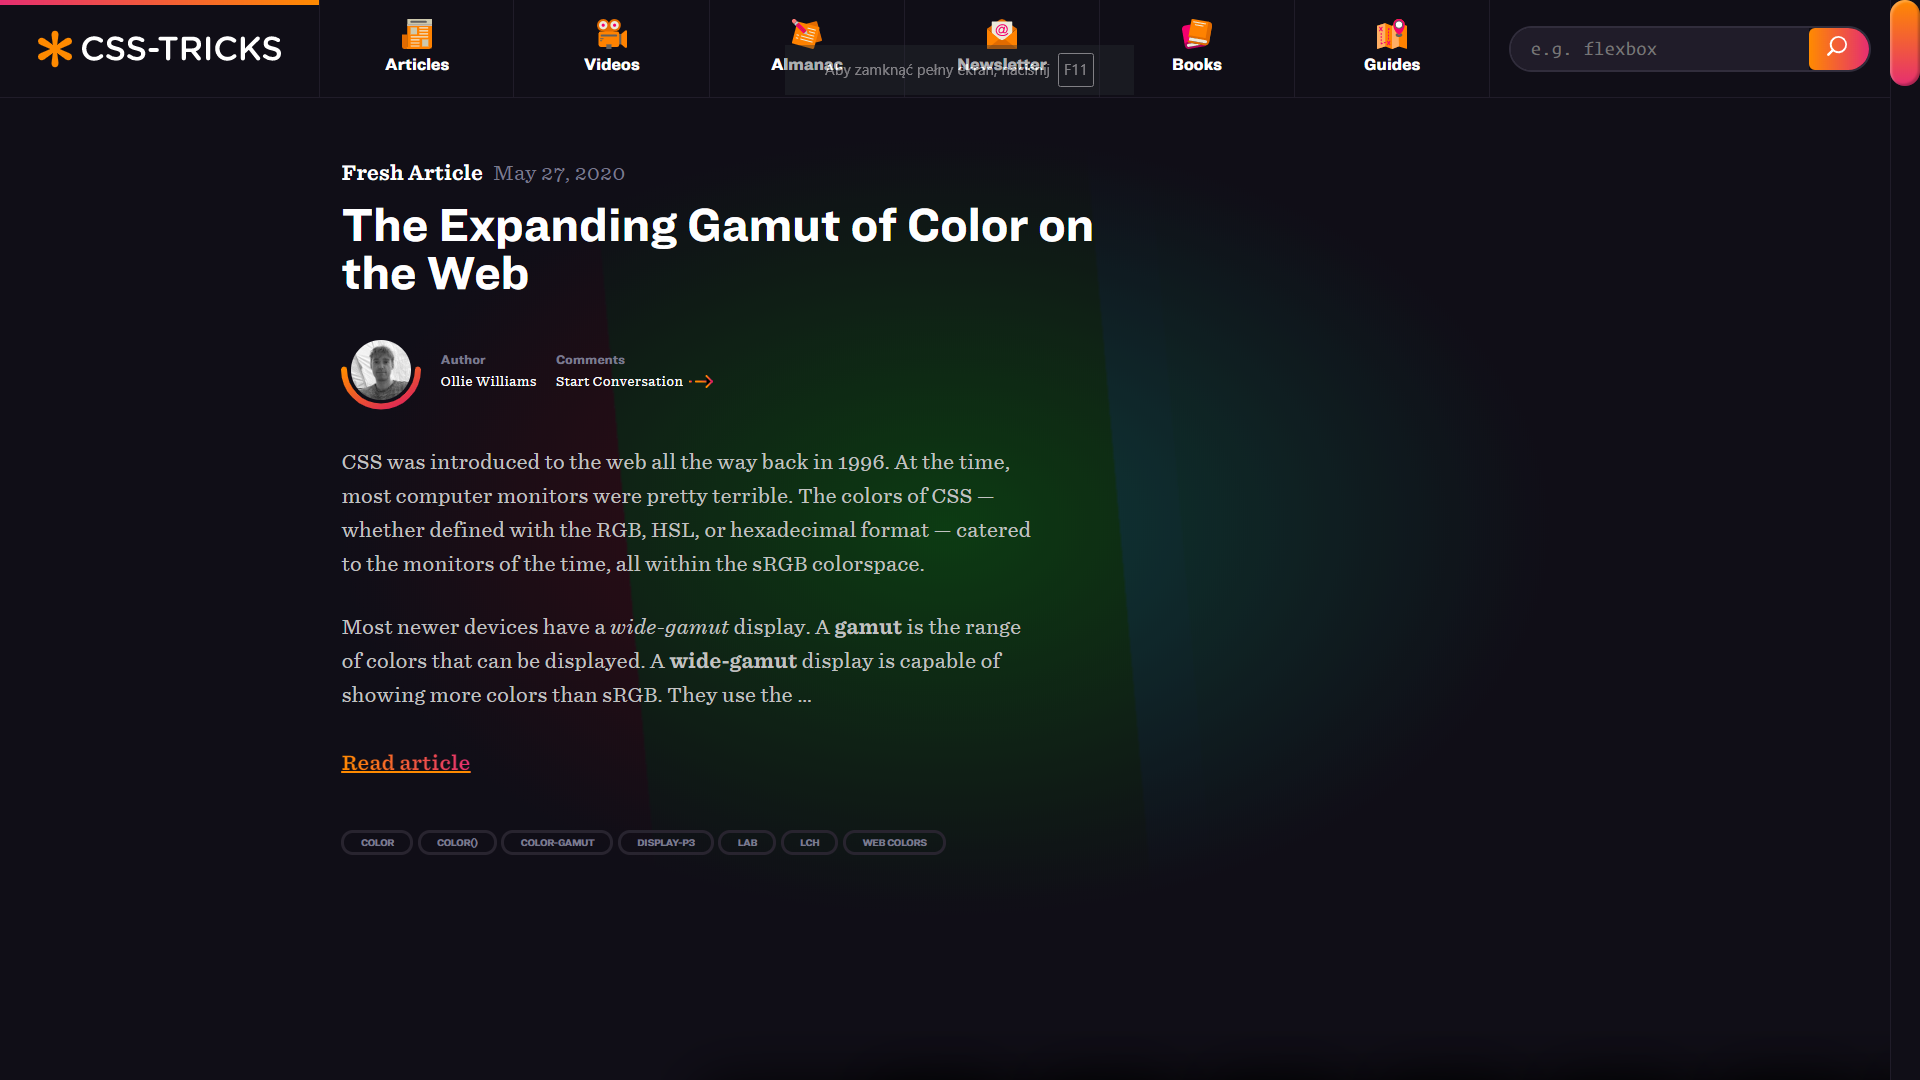 CSS-TRICKS
Articles
Videos
Almanac
Newsletter
Books
Guides
e.g. flexbox
Aby zamknąć pełny ekran, naciśnij F11
Fresh Article May 27, 2020
The Expanding Gamut of Color on
the Web
Author
Ollie Williams
Comments
Start Conversation
CSS was introduced to the web all the way back in 1996. At the time,
most computer monitors were pretty terrible. The colors of CSS —
whether defined with the RGB, HSL, or hexadecimal format — catered
to the monitors of the time, all within the sRGB colorspace.
Most newer devices have a wide-gamut display. A gamut is the range
of colors that can be displayed. A wide-gamut display is capable of
showing more colors than sRGB. They use the …
Read article
COLOR
COLOR()
COLOR-GAMUT
DISPLAY-P3
LAB
LCH
WEB COLORS